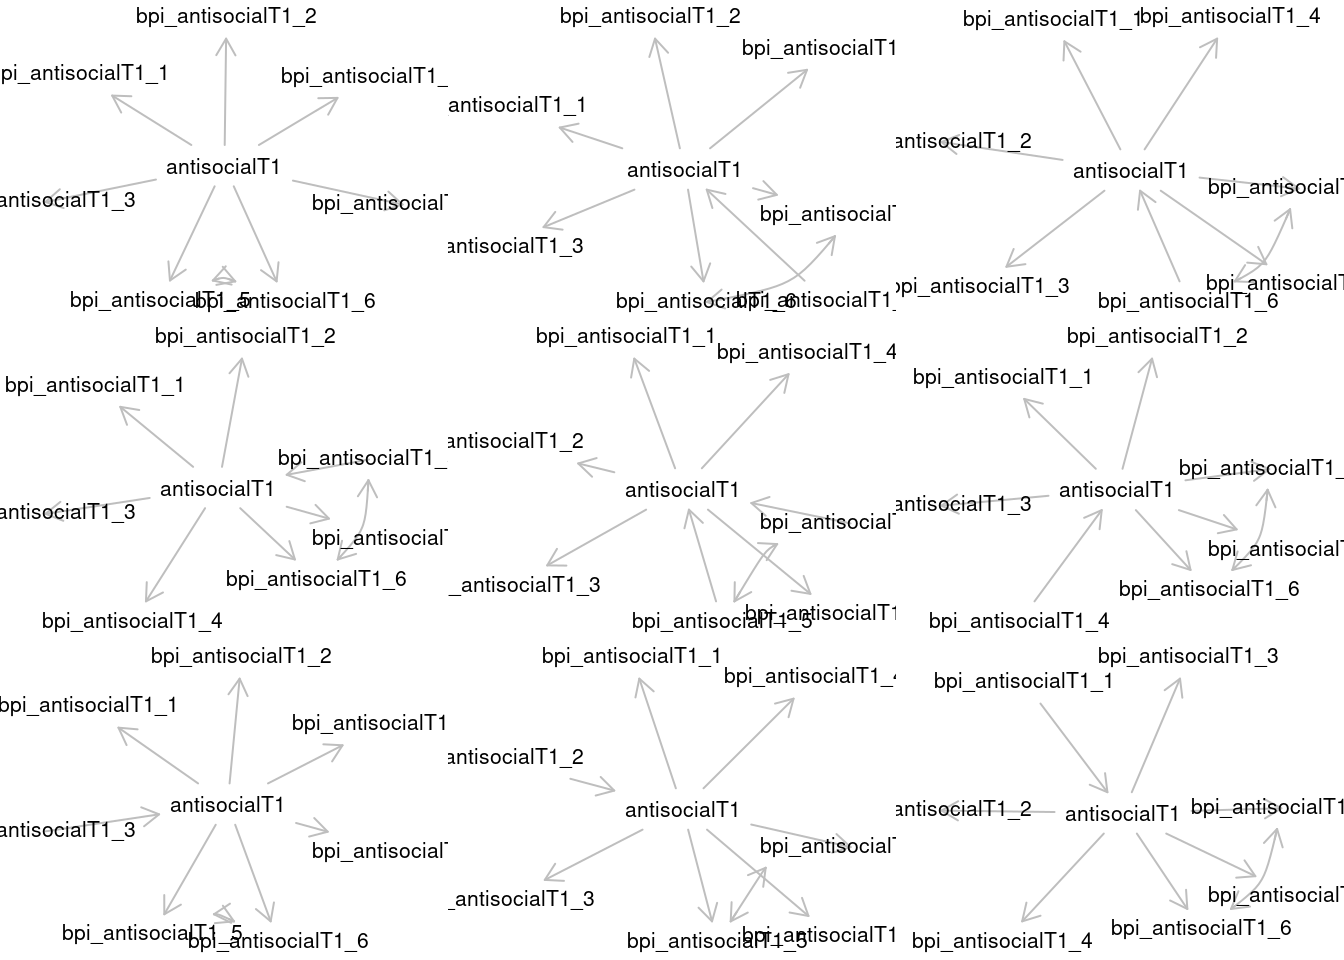 bpi_antisocialT1_2
pi_antisocialT1_1
bpi_antisocialT1_
antisocialT1
antisocialT1_3
bpi_antisocial
bpi_antisocialT1_5
bpi_antisocialT1_6
bpi_antisocialT1_2
bpi_antisocialT1
antisocialT1_1
antisocialT1
bpi_antisocial
antisocialT1_3
bpi_antisocialT1_6
bpi_antisocialT1_
bpi_antisocialT1_1
bpi_antisocialT1_4
antisocialT1_2
antisocialT1
bpi_antisocial
bpi_antisocialT1_3
bpi_antisocial
bpi_antisocialT1_6
bpi_antisocialT1_2
bpi_antisocialT1_1
bpi_antisocialT1_
antisocialT1
antisocialT1_3
bpi_antisocial
bpi_antisocialT1_6
bpi_antisocialT1_4
bpi_antisocialT1_1
bpi_antisocialT1_4
antisocialT1_2
antisocialT1
bpi_antisocial
_antisocialT1_3
bpi_antisocialT1
bpi_antisocialT1_5
bpi_antisocialT1_2
bpi_antisocialT1_1
bpi_antisocialT1_
antisocialT1
antisocialT1_3
bpi_antisocial
bpi_antisocialT1_6
bpi_antisocialT1_4
bpi_antisocialT1_2
bpi_antisocialT1_1
bpi_antisocialT1
antisocialT1
antisocialT1_3
bpi_antisocial
bpi_antisocialT1_5
bpi_antisocialT1_6
bpi_antisocialT1_1
bpi_antisocialT1_4
antisocialT1_2
antisocialT1
bpi_antisocial
_antisocialT1_3
bpi_antisocialT1
bpi_antisocialT1_5
bpi_antisocialT1_3
bpi_antisocialT1_1
antisocialT1_2
bpi_antisocialT1
antisocialT1
bpi_antisocial
bpi_antisocialT1_6
bpi_antisocialT1_4